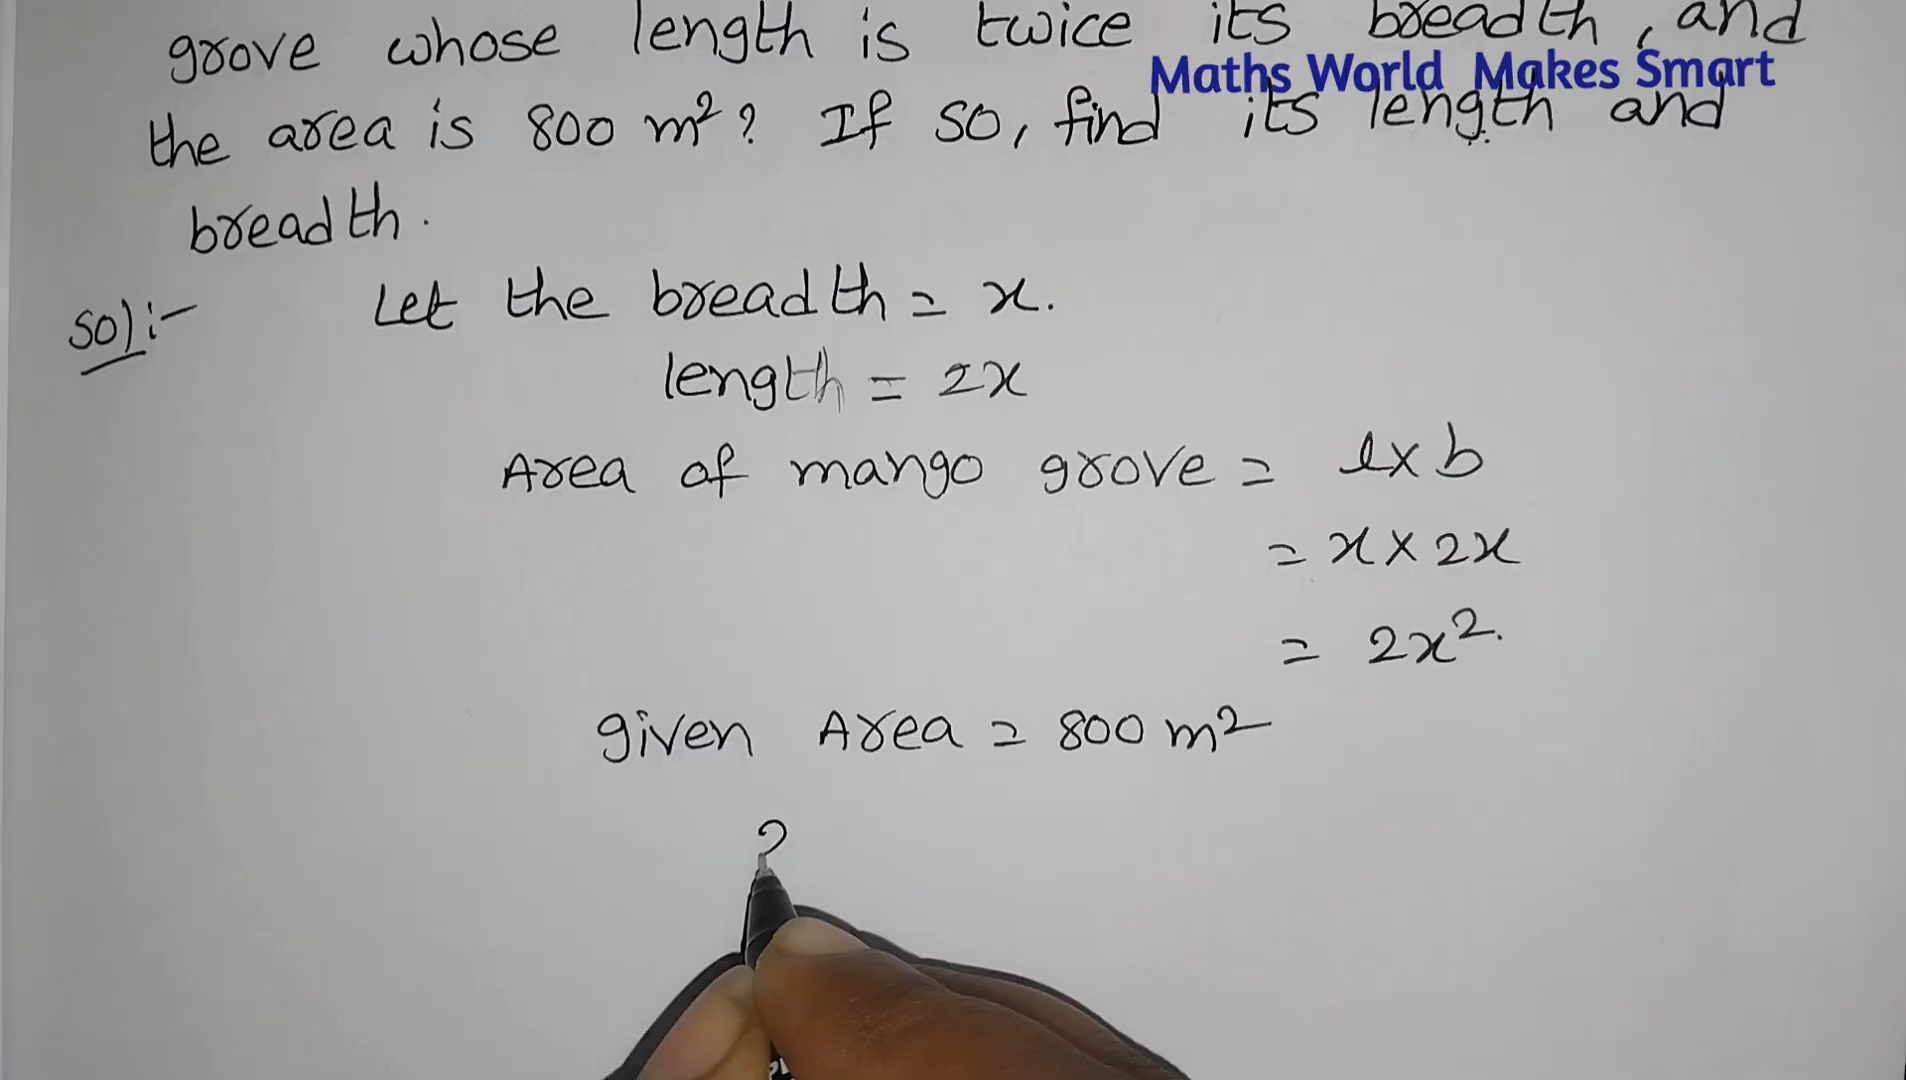 grove whose length is twice its breadth, and
Maths World Makes Smart
the area is 800 m²? If so, find its length and
breadth.
Sol:- Let the breadth = x.
length = 2x
Area of mango grove = l×b
= x × 2x
= 2x².
given Area = 800 m²
2